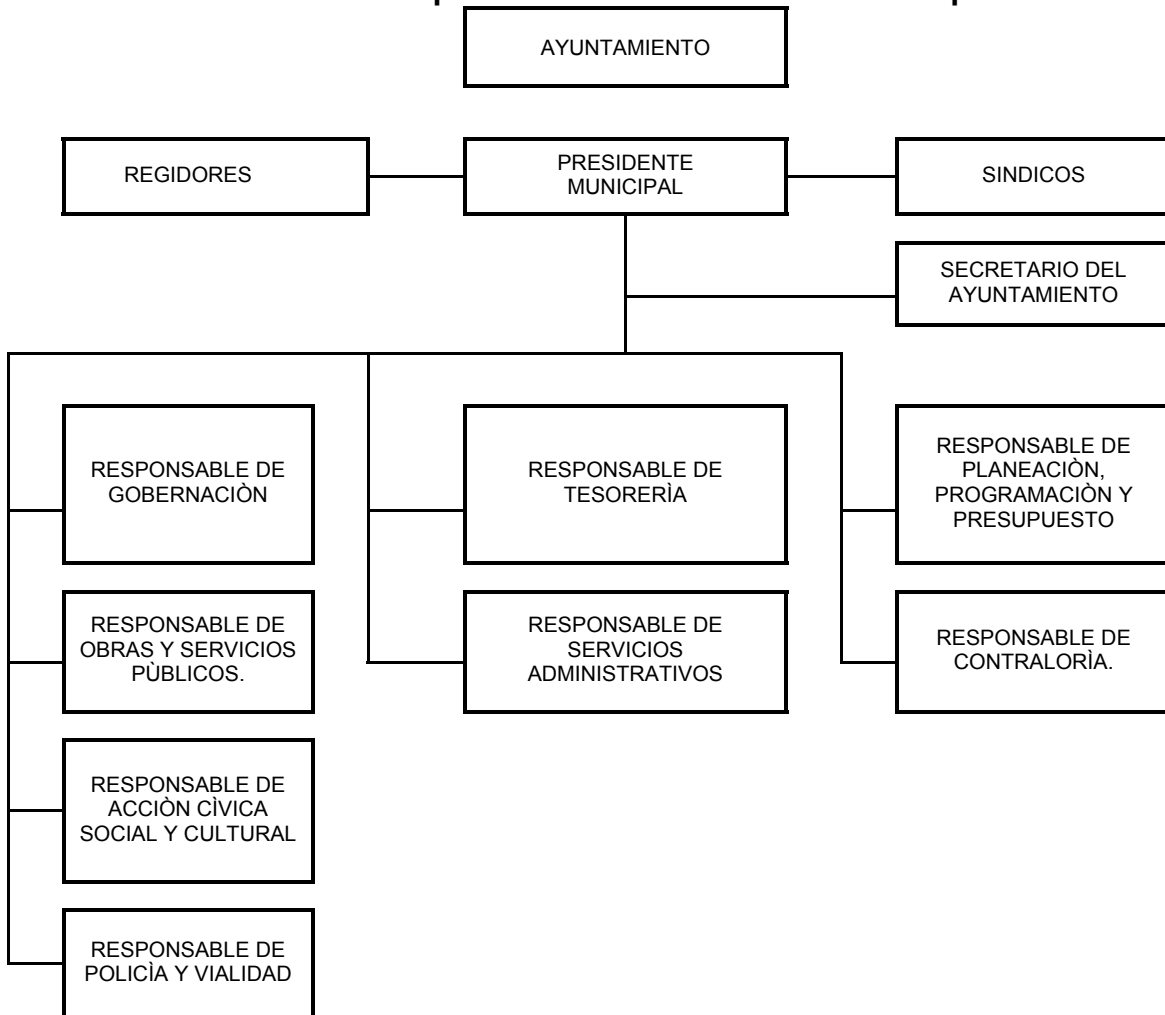 AYUNTAMIENTO
REGIDORES
PRESIDENTE
MUNICIPAL
SINDICOS
SECRETARIO DEL
AYUNTAMIENTO
RESPONSABLE DE
GOBERNACIÒN
RESPONSABLE DE
TESORERÌA
RESPONSABLE DE
PLANEACIÒN,
PROGRAMACIÒN Y
PRESUPUESTO
RESPONSABLE DE
OBRAS Y SERVICIOS
PÙBLICOS.
RESPONSABLE DE
SERVICIOS
ADMINISTRATIVOS
RESPONSABLE DE
CONTRALORÌA.
RESPONSABLE DE
ACCIÒN CÌVICA
SOCIAL Y CULTURAL
RESPONSABLE DE
POLICÌA Y VIALIDAD